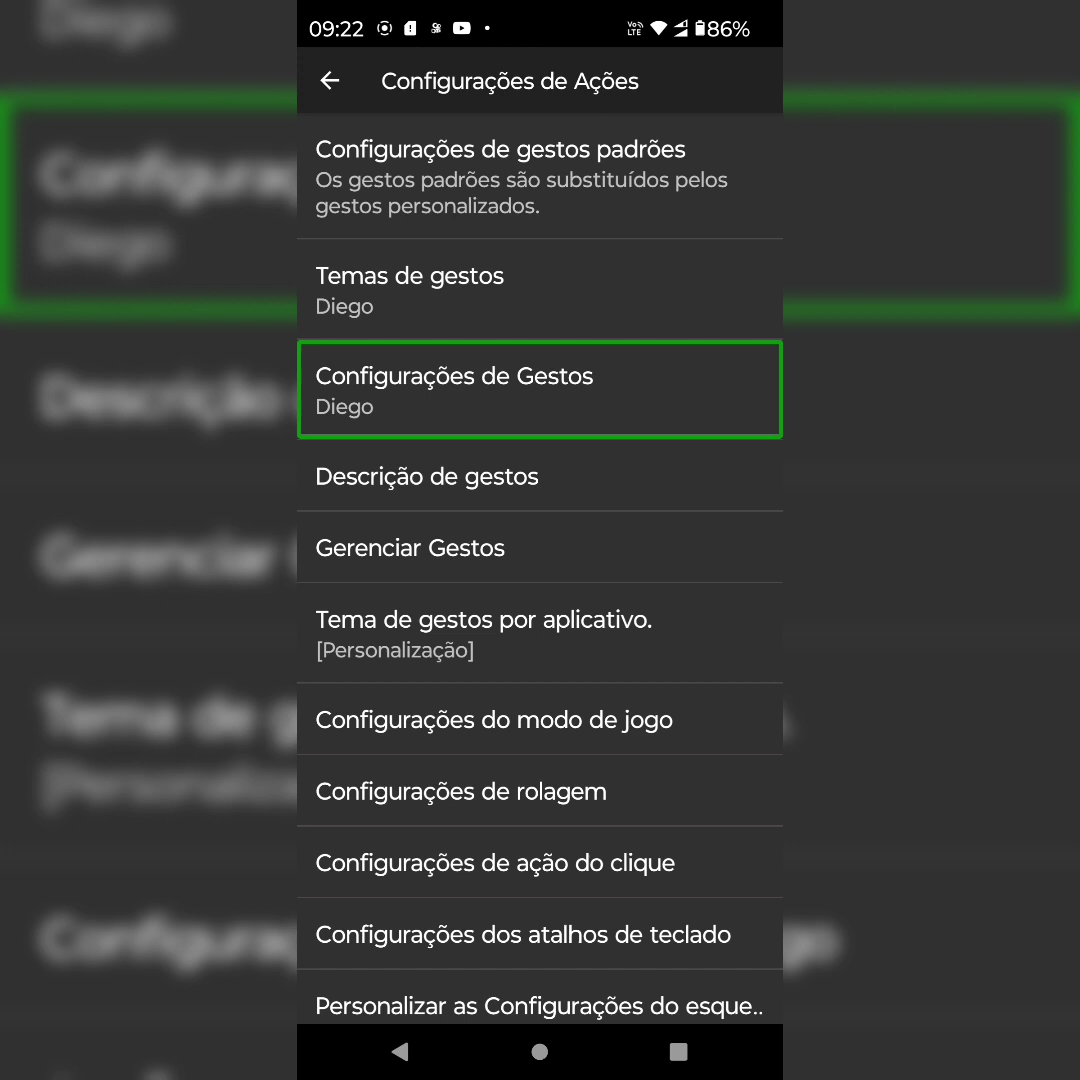 09:22
Vo))
LTE
86%
Configurações de Ações
Configurações de gestos padrões
Os gestos padrões são substituídos pelos
gestos personalizados.
Temas de gestos
Diego
Configurações de Gestos
Diego
Descrição de gestos
Gerenciar Gestos
Tema de gestos por aplicativo.
[Personalização]
Configurações do modo de jogo
Configurações de rolagem
Configurações de ação do clique
Configurações dos atalhos de teclado
Personalizar as Configurações do esque..